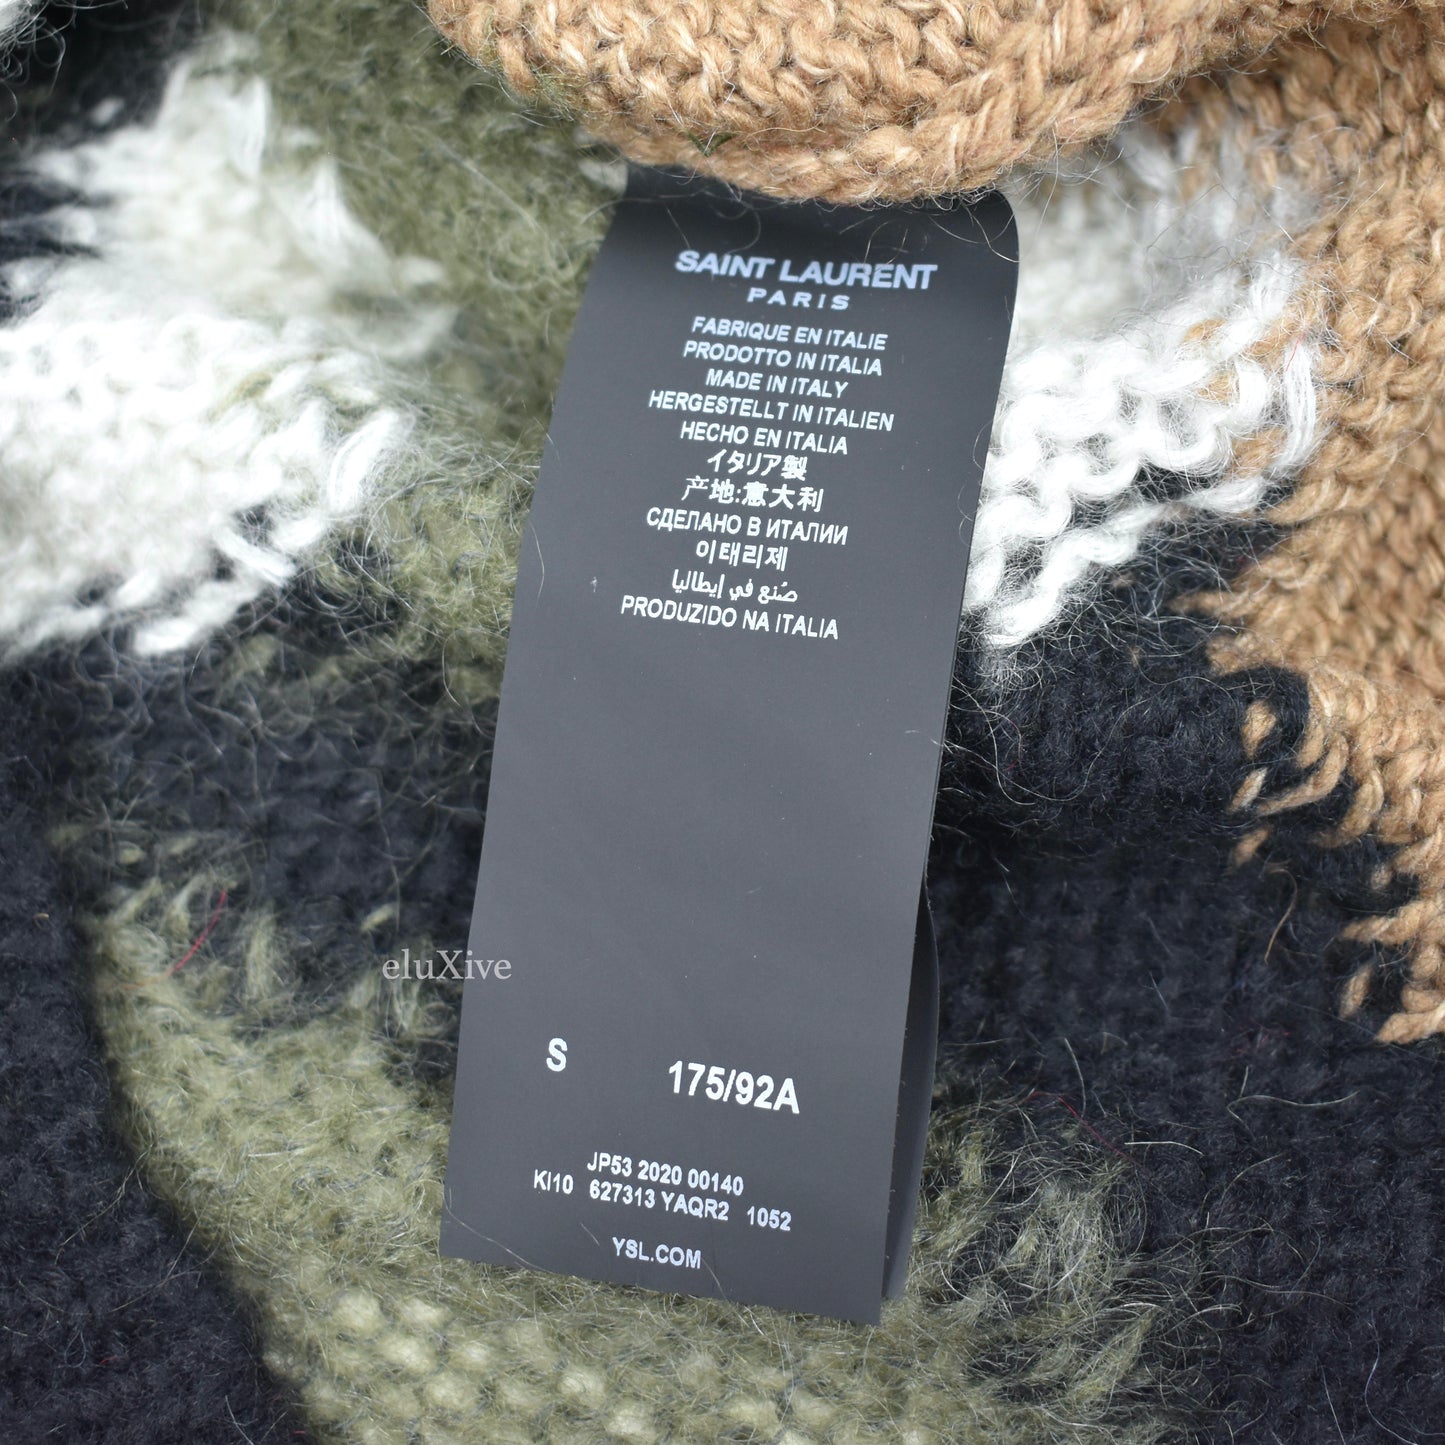 SAINT LAURENT
PARIS
FABRIQUE EN ITALIE
PRODOTTO IN ITALIA
MADE IN ITALY
HERGESTELLT IN ITALIEN
HECHO EN ITALIA
イタリア製
产地:意大利
СДЕЛАНО В ИТАЛИИ
이태리제
صُنع في إيطاليا
PRODUZIDO NA ITALIA
eluXive
S 175/92A
JP53 2020 00140
KI10 627313 YAQR2 1052
YSL.COM